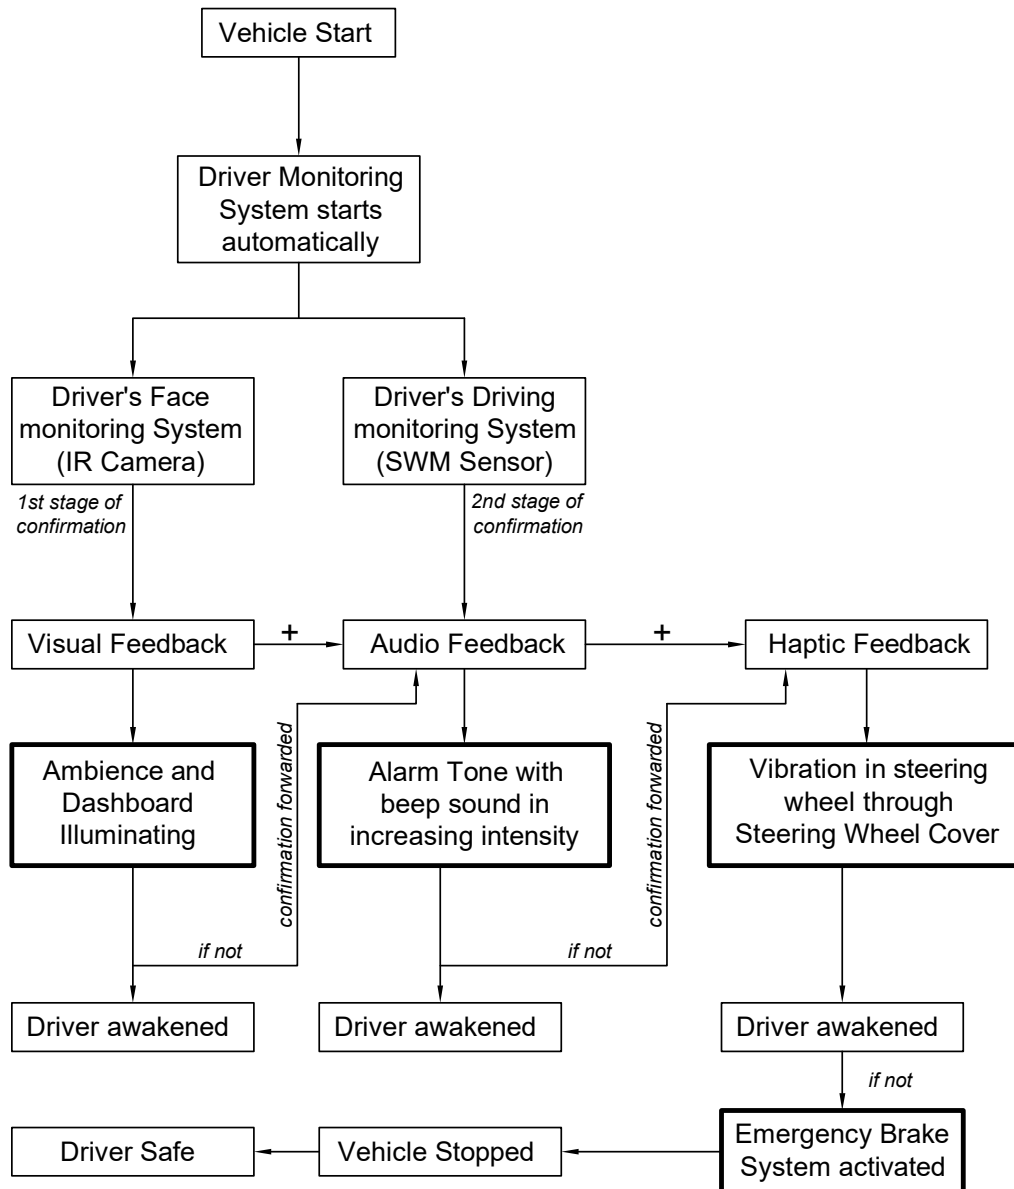 Vehicle Start
Driver Monitoring
System starts
automatically
Driver's Face
monitoring System
(IR Camera)
Driver's Driving
monitoring System
(SWM Sensor)
1st stage of
confirmation
2nd stage of
confirmation
Visual Feedback
+
Audio Feedback
+
Haptic Feedback
Ambience and
Dashboard
Illuminating
confirmation forwarded
Alarm Tone with
beep sound in
increasing intensity
confirmation forwarded
Vibration in steering
wheel through
Steering Wheel Cover
if not
if not
Driver awakened
Driver awakened
Driver awakened
if not
Driver Safe
Vehicle Stopped
Emergency Brake
System activated